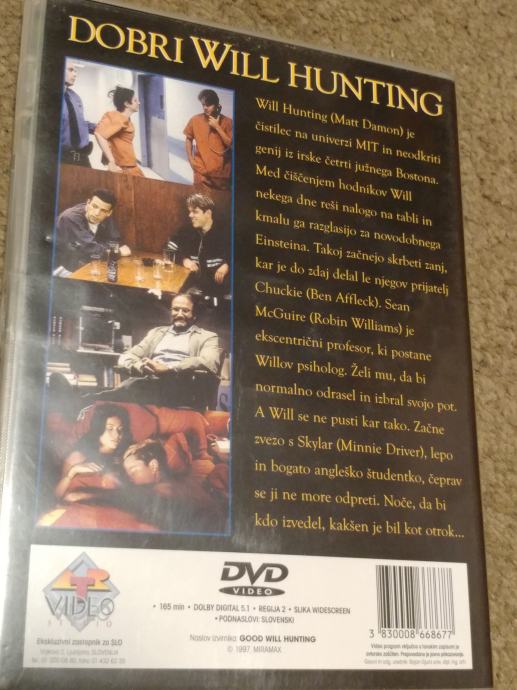 DOBRI WILL HUNTING
Will Hunting (Matt Damon) je
čistilec na univerzi MIT in neodkriti
genij iz irske četrti južnega Bostona.
Med čiščenjem hodnikov Will
nekega dne reši nalogo na tabli in
kmalu ga razglasijo za novodobnega
Einsteina. Takoj začnejo skrbeti zanj,
kar je do zdaj delal le njegov prijatelj
Chuckie (Ben Affleck). Sean
McGuire (Robin Williams) je
ekscentrični profesor, ki postane
Willov psiholog. Želi mu, da bi
normalno odrasel in izbral svojo pot.
A Will se ne pusti kar tako. Začne
zvezo s Skylar (Minnie Driver), lepo
in bogato angleško študentko, čeprav
se ji ne more odpreti. Noče, da bi
kdo izvedel, kakšen je bil kot otrok...
VIDEO
Ekskluzivni zastopnik za SLO
DVD
VIDEO
• 165 min • DOLBY DIGITAL 5.1 • REGIJA 2 • SLIKA WIDESCREEN
• PODNASLOVI: SLOVENSKI
Naslov izvirnika: GOOD WILL HUNTING
© 1997, MIRAMAX
3 830008 668677